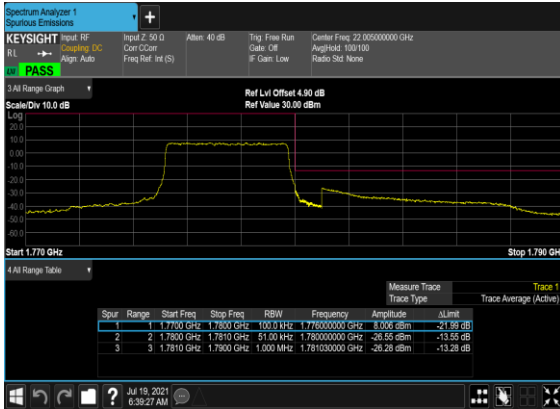 Spectrum Analyzer 1
Spurious Emissions
+
KEYSIGHT Input: RF Input Z: 50 Ω Atten: 40 dB Trig: Free Run Center Freq: 22.005000000 GHz
RL Coupling: DC Corr CCorr Gate: Off Avg|Hold: 100/100
Align: Auto Freq Ref: Int (S) IF Gain: Low Radio Std: None
PASS
3 All Range Graph
Ref Lvl Offset 4.90 dB
Scale/Div 10.0 dB Ref Value 30.00 dBm
Log
20.0
10.0
0.00
-10.0
-20.0
-30.0
-40.0
-50.0
-60.0
Start 1.770 GHz Stop 1.790 GHz
4 All Range Table
Measure Trace Trace 1
Trace Type Trace Average (Active)
Spur Range Start Freq Stop Freq RBW Frequency Amplitude ΔLimit
1 1 1.7700 GHz 1.7800 GHz 100.0 kHz 1.776000000 GHz 8.006 dBm -21.99 dB
2 2 1.7800 GHz 1.7810 GHz 51.00 kHz 1.780000000 GHz -26.55 dBm -13.55 dB
3 3 1.7810 GHz 1.7900 GHz 1.000 MHz 1.781030000 GHz -26.28 dBm -13.28 dB
? Jul 19, 2021
6:39:27 AM